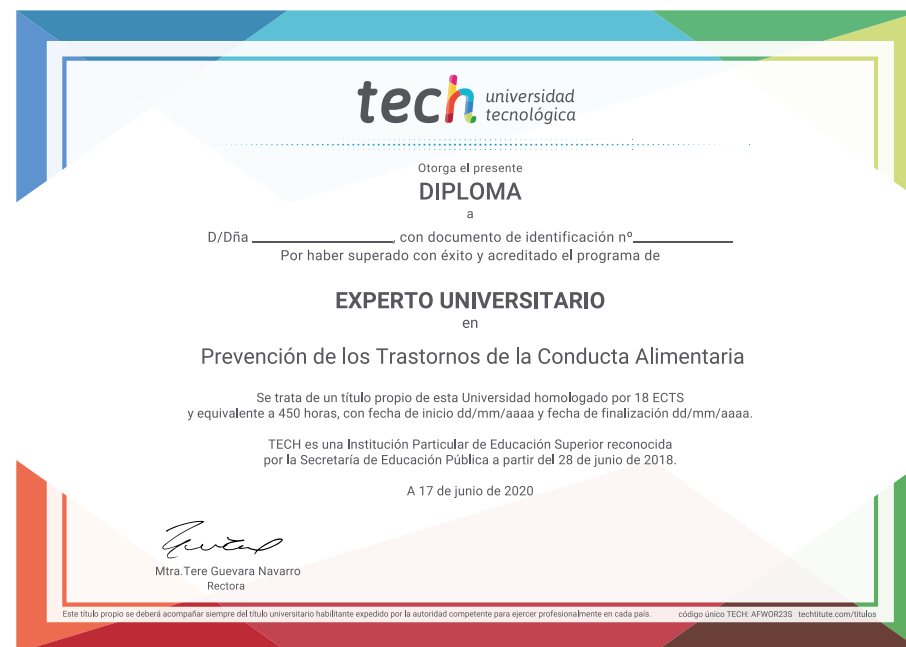 tech universidad
tecnológica
Otorga el presente
DIPLOMA
a
D/Dña ____________________, con documento de identificación nº______________
Por haber superado con éxito y acreditado el programa de
EXPERTO UNIVERSITARIO
en
Prevención de los Trastornos de la Conducta Alimentaria
Se trata de un título propio de esta Universidad homologado por 18 ECTS
y equivalente a 450 horas, con fecha de inicio dd/mm/aaaa y fecha de finalización dd/mm/aaaa.
TECH es una Institución Particular de Educación Superior reconocida
por la Secretaría de Educación Pública a partir del 28 de junio de 2018.
A 17 de junio de 2020
Mtra.Tere Guevara Navarro
Rectora
Este título propio se deberá acompañar siempre del título universitario habilitante expedido por la autoridad competente para ejercer profesionalmente en cada país. código único TECH: AFWOR23S techtitute.com/titulos